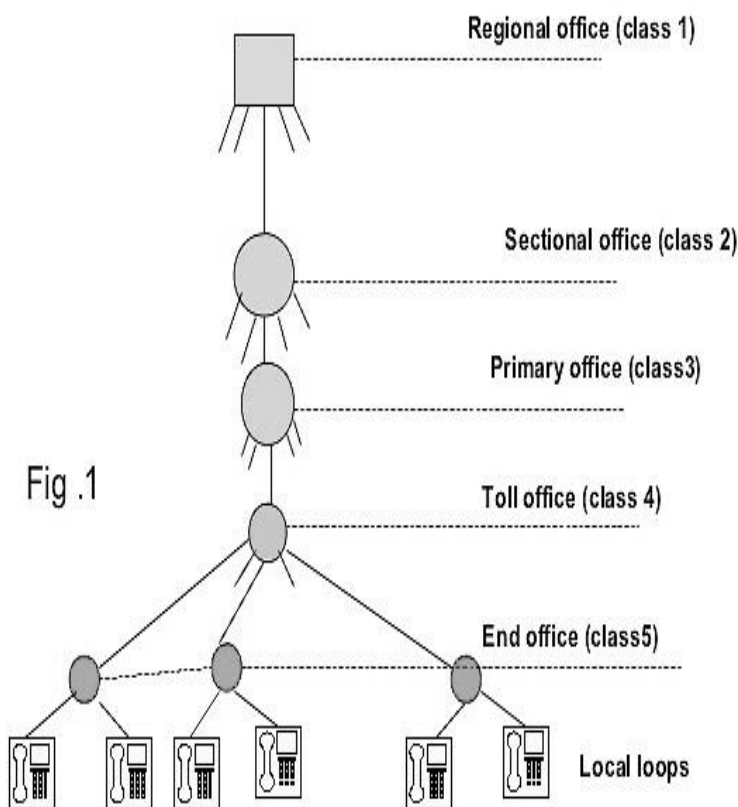 Regional office (class 1)
Sectional office (class 2)
Primary office (class3)
Fig .1
Toll office (class 4)
End office (class5)
Local loops